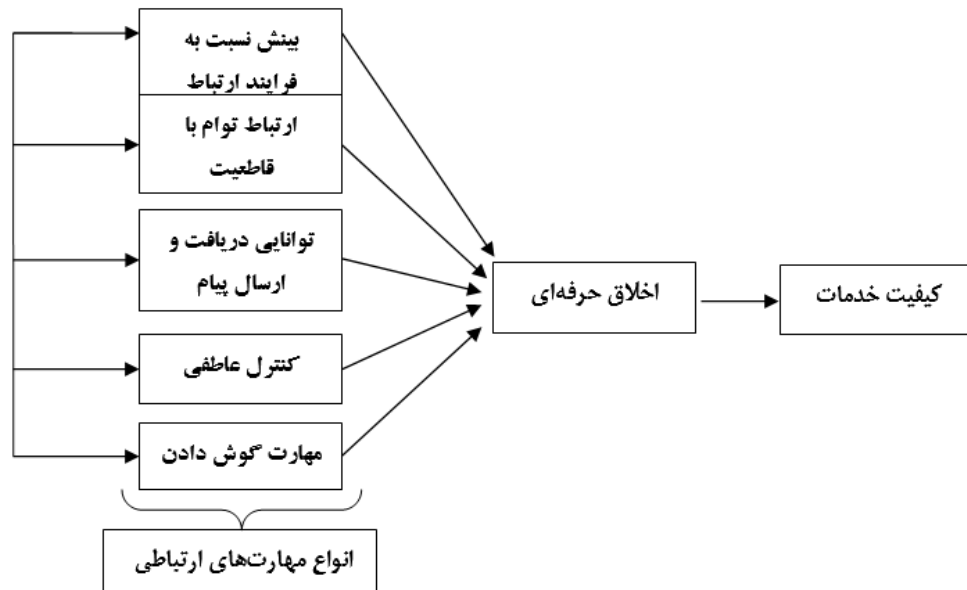 بینش نسبت به
فرایند ارتباط
ارتباط توام با
قاطعیت
توانایی دریافت و
ارسال پیام
کنترل عاطفی
مهارت گوش دادن
انواع مهارت‌های ارتباطی
اخلاق حرفه‌ای
کیفیت خدمات